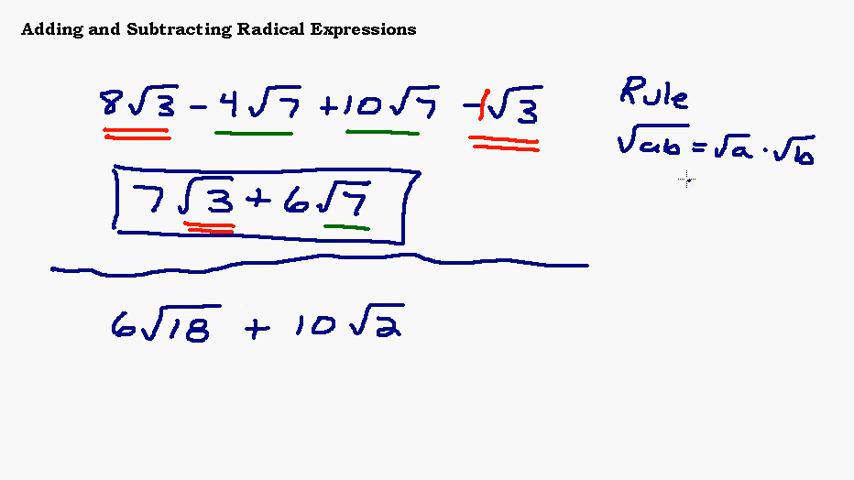 Adding and Subtracting Radical Expressions
8√3 - 4√7 + 10√7 - 1√3
Rule
√ab = √a · √b
7√3 + 6√7
6√18 + 10√2